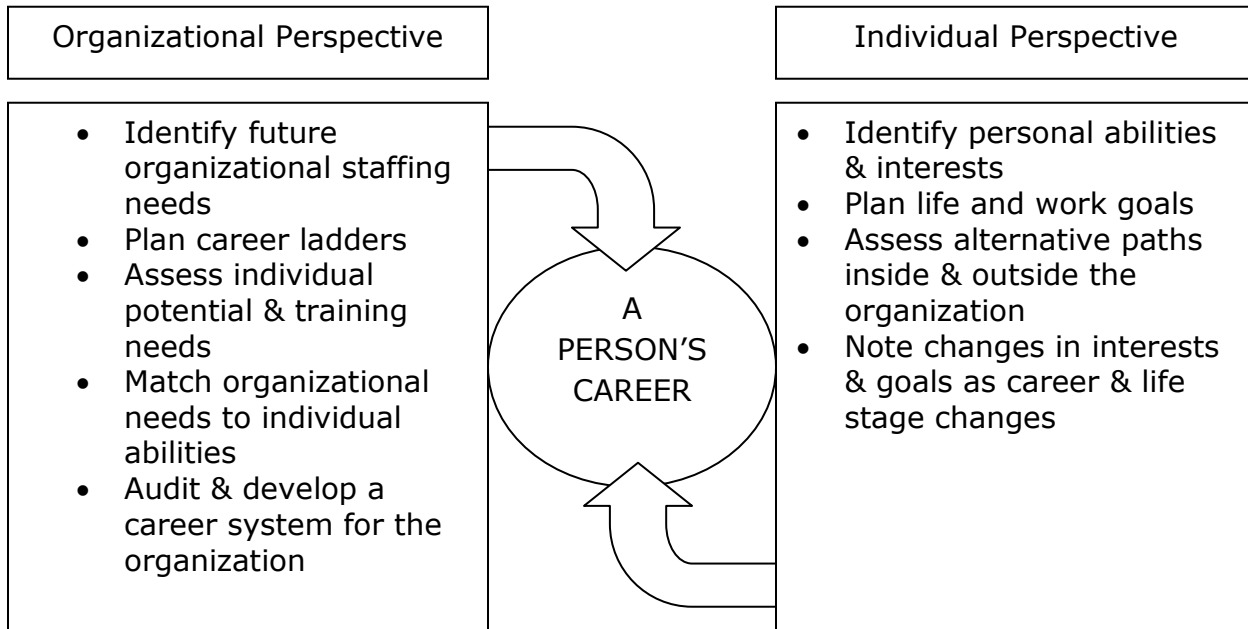 Organizational Perspective
• Identify future
organizational staffing
needs
• Plan career ladders
• Assess individual
potential & training
needs
• Match organizational
needs to individual
abilities
• Audit & develop a
career system for the
organization
A
PERSON’S
CAREER
Individual Perspective
• Identify personal abilities
& interests
• Plan life and work goals
• Assess alternative paths
inside & outside the
organization
• Note changes in interests
& goals as career & life
stage changes